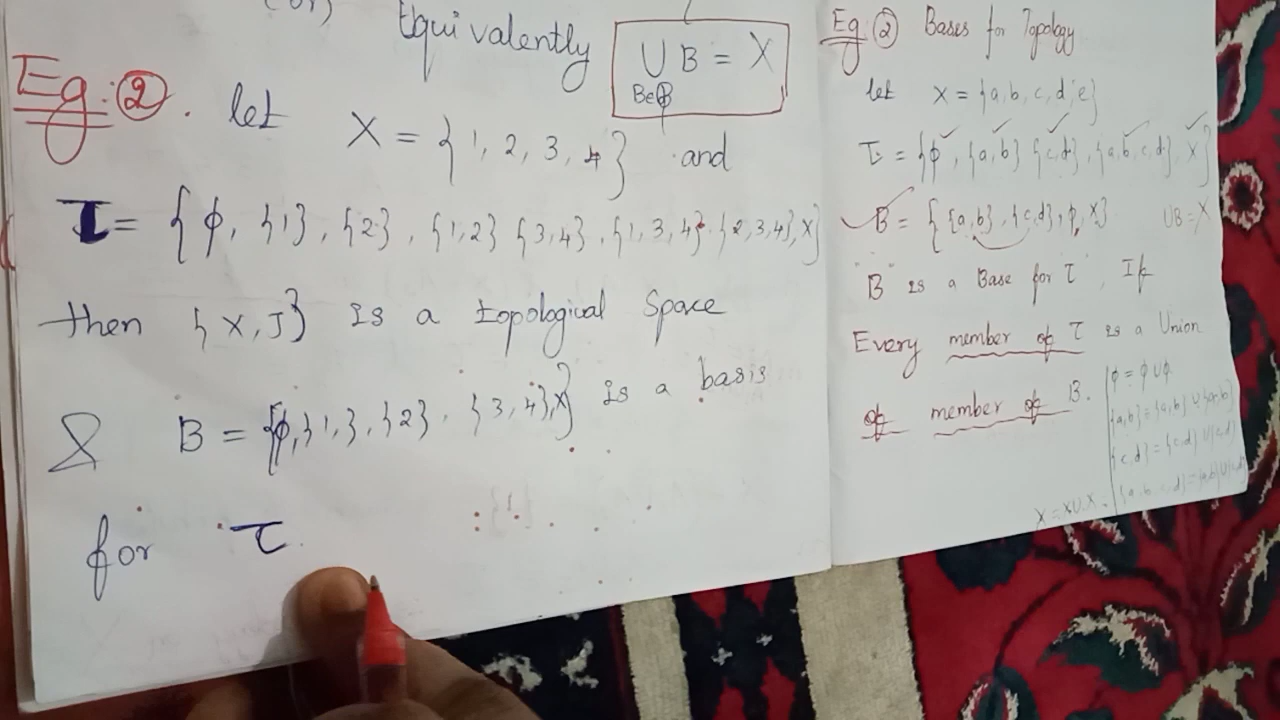 Equivalently ∪ B = X
B∈𝔅
Eg:②. let X = {1, 2, 3, 4} and
τ = {ϕ, {1}, {2}, {1,2} {3,4}, {1,3,4}, {2,3,4}, X}
then {X, J} is a topological Space
& B = {ϕ, {1}, {2}, {3,4}, X} is a basis
for τ.
Eg ② Bases for Topology
let X = {a, b, c, d, e}
τ = {ϕ, {a,b} {c,d}, {a,b,c,d}, X}
B = {{a,b}, {c,d}, ϕ, X} ∪B = X
B is a Base for τ, If
Every member of τ is a Union
of member of B.
ϕ = ϕ∪ϕ
{a,b} = {a,b} ∪ {a,b}
{c,d} = {c,d} ∪ {c,d}
X = X∪X